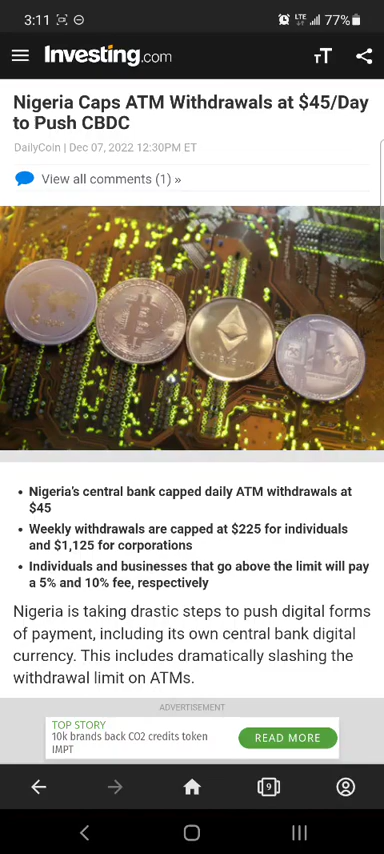 3:11
LTE
77%
Investing.com
TT
Nigeria Caps ATM Withdrawals at $45/Day
to Push CBDC
DailyCoin | Dec 07, 2022 12:30PM ET
View all comments (1) »
ethereum
• Nigeria's central bank capped daily ATM withdrawals at
$45
• Weekly withdrawals are capped at $225 for individuals
and $1,125 for corporations
• Individuals and businesses that go above the limit will pay
a 5% and 10% fee, respectively
Nigeria is taking drastic steps to push digital forms
of payment, including its own central bank digital
currency. This includes dramatically slashing the
withdrawal limit on ATMs.
ADVERTISEMENT
TOP STORY
10k brands back CO2 credits token
IMPT
READ MORE
9